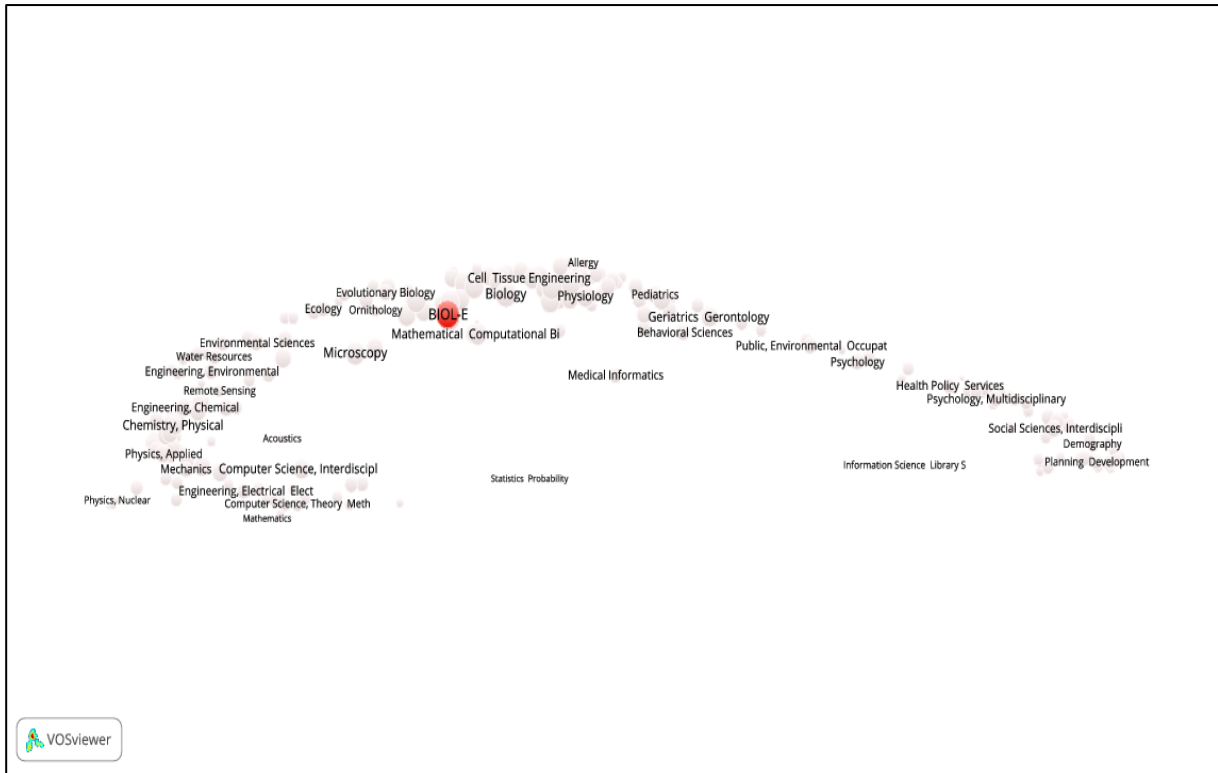 Allergy
Cell Tissue Engineering
Evolutionary Biology
Biology
Physiology
Pediatrics
Ecology
Ornithology
BIOL-E
Geriatrics Gerontology
Mathematical Computational Bi
Behavioral Sciences
Environmental Sciences
Public, Environmental Occupat
Microscopy
Water Resources
Psychology
Engineering, Environmental
Medical Informatics
Health Policy Services
Remote Sensing
Psychology, Multidisciplinary
Engineering, Chemical
Chemistry, Physical
Social Sciences, Interdiscipli
Acoustics
Demography
Physics, Applied
Planning Development
Information Science Library S
Mechanics
Computer Science, Interdiscipl
Statistics Probability
Engineering, Electrical Elect
Physics, Nuclear
Computer Science, Theory Meth
Mathematics
VOSviewer